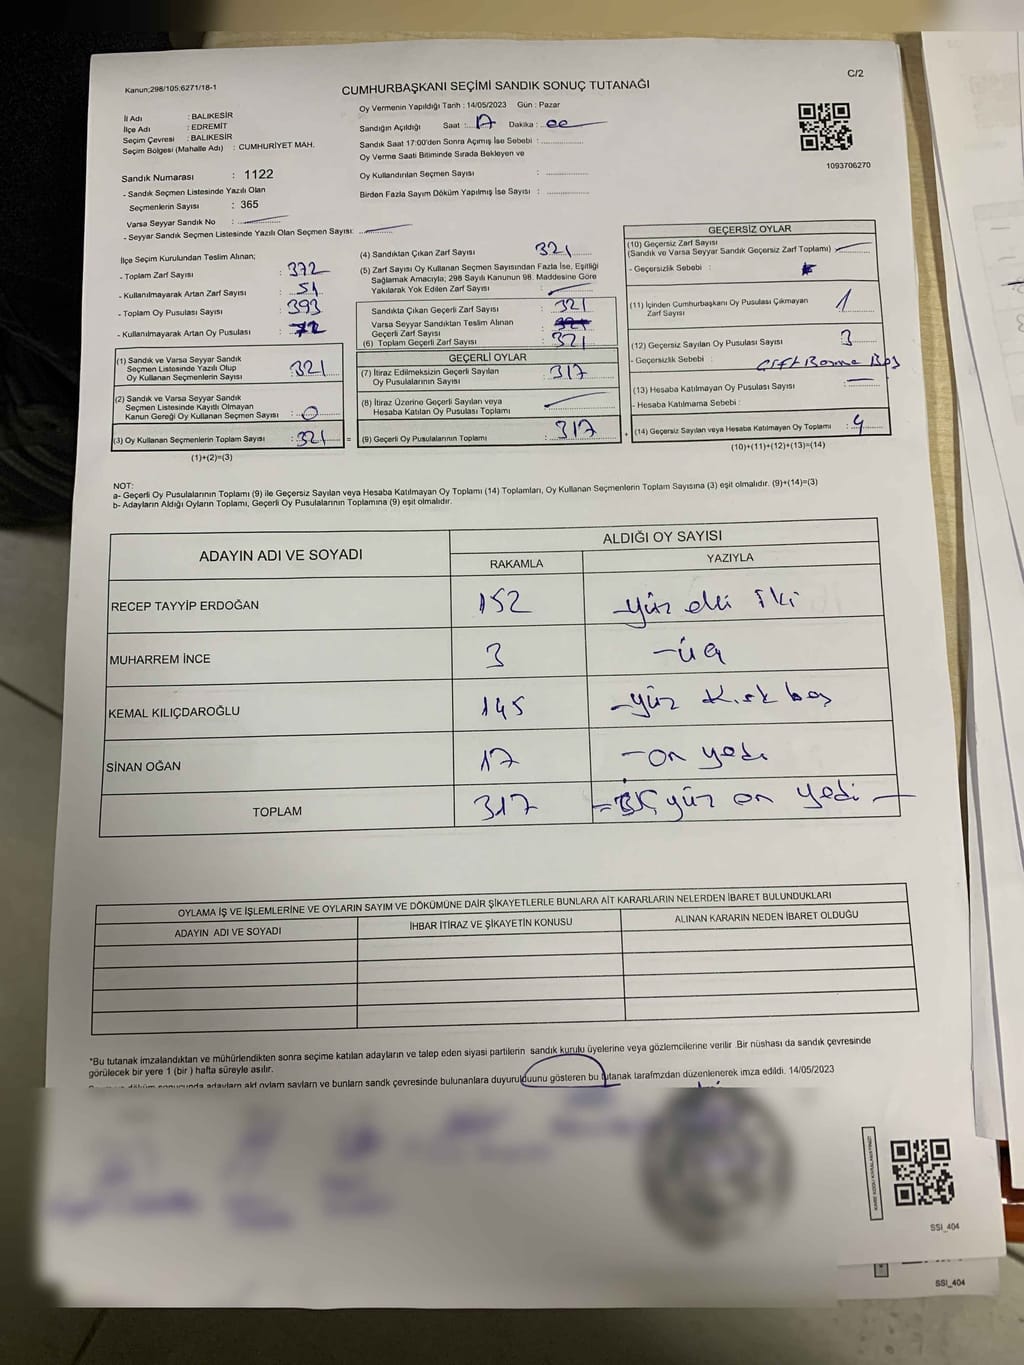 C/2
Kanun;298/105;6271/18-1
CUMHURBAŞKANI SEÇİMİ SANDIK SONUÇ TUTANAĞI
İl Adı : BALIKESİR
İlçe Adı : EDREMİT
Seçim Çevresi : BALIKESİR
Seçim Bölgesi (Mahalle Adı) : CUMHURİYET MAH.
Oy Vermenin Yapıldığı Tarih : 14/05/2023 Gün : Pazar
Sandığın Açıldığı Saat :.. 17 Dakika :..
Sandık Saat 17:00'den Sonra Açımış İse Sebebi : ..............
Oy Verme Saati Bitiminde Sırada Bekleyen ve
Oy Kullandırılan Seçmen Sayısı : ..............
Birden Fazla Sayım Döküm Yapılmış İse Sayısı : ..............
1093706270
Sandık Numarası : 1122
- Sandık Seçmen Listesinde Yazılı Olan
Seçmenlerin Sayısı : 365
Varsa Seyyar Sandık No : ..............
- Seyyar Sandık Seçmen Listesinde Yazılı Olan Seçmen Sayısı: ..............
İlçe Seçim Kurulundan Teslim Alınan;
- Toplam Zarf Sayısı : 372
- Kullanılmayarak Artan Zarf Sayısı : 51
- Toplam Oy Pusulası Sayısı : 393
- Kullanılmayarak Artan Oy Pusulası : 72
(1) Sandık ve Varsa Seyyar Sandık
Seçmen Listesinde Yazılı Olup
Oy Kullanan Seçmenlerin Sayısı : 321
(2) Sandık ve Varsa Seyyar Sandık
Seçmen Listesinde Kayıtlı Olmayan
Kanun Gereği Oy Kullanan Seçmen Sayısı : 0
(3) Oy Kullanan Seçmenlerin Toplam Sayısı : 321 =
(1)+(2)=(3)
(4) Sandıktan Çıkan Zarf Sayısı 321
(5) Zarf Sayısı Oy Kullanan Seçmen Sayısından Fazla İse, Eşitliği
Sağlamak Amacıyla; 298 Sayılı Kanunun 98. Maddesine Göre
Yakılarak Yok Edilen Zarf Sayısı :
Sandıkta Çıkan Geçerli Zarf Sayısı : 321
Varsa Seyyar Sandıktan Teslim Alınan
Geçerli Zarf Sayısı :
(6) Toplam Geçerli Zarf Sayısı : 321
GEÇERLİ OYLAR
(7) İtiraz Edilmeksizin Geçerli Sayılan
Oy Pusulalarının Sayısı : 317
(8) İtiraz Üzerine Geçerli Sayılan veya
Hesaba Katılan Oy Pusulası Toplamı :
(9) Geçerli Oy Pusulalarının Toplamı : 317 +
GEÇERSİZ OYLAR
(10) Geçersiz Zarf Sayısı
(Sandık ve Varsa Seyyar Sandık Geçersiz Zarf Toplamı)
- Geçersizlik Sebebi :
(11) İçinden Cumhurbaşkanı Oy Pusulası Çıkmayan
Zarf Sayısı : 1
(12) Geçersiz Sayılan Oy Pusulası Sayısı : 3
- Geçersizlik Sebebi :
(13) Hesaba Katılmayan Oy Pusulası Sayısı : —
- Hesaba Katılmama Sebebi :
(14) Geçersiz Sayılan veya Hesaba Katılmayan Oy Toplamı : 4
(10)+(11)+(12)+(13)=(14)
NOT:
a- Geçerli Oy Pusulalarının Toplamı (9) ile Geçersiz Sayılan veya Hesaba Katılmayan Oy Toplamı (14) Toplamları, Oy Kullanan Seçmenlerin Toplam Sayısına (3) eşit olmalıdır. (9)+(14)=(3)
b- Adayların Aldığı Oyların Toplamı, Geçerli Oy Pusulalarının Toplamına (9) eşit olmalıdır.
ADAYIN ADI VE SOYADI ALDIĞI OY SAYISI
RAKAMLA YAZIYLA
RECEP TAYYİP ERDOĞAN 152 -yüz elli iki
MUHARREM İNCE 3 -üç
KEMAL KILIÇDAROĞLU 145 -yüz kırk beş
SİNAN OĞAN 17 -on yedi
TOPLAM 317 = üç yüz on yedi —
OYLAMA İŞ VE İŞLEMLERİNE VE OYLARIN SAYIM VE DÖKÜMÜNE DAİR ŞİKAYETLERLE BUNLARA AİT KARARLARIN NELERDEN İBARET BULUNDUKLARI
ADAYIN ADI VE SOYADI İHBAR İTİRAZ VE ŞİKAYETİN KONUSU ALINAN KARARIN NEDEN İBARET OLDUĞU
*Bu tutanak imzalandıktan ve mühürlendikten sonra seçime katılan adayların ve talep eden siyasi partilerin sandık kurulu üyelerine veya gözlemcilerine verilir .Bir nüshası da sandık çevresinde
görülecek bir yere 1 (bir ) hafta süreyle asılır.
döküm sonucunda adayların ald oyların sayların ve bunların sandk çevresinde bulunanlara duyurulduunu gösteren bu tutanak tarafmzdan düzenlenerek imza edildi. 14/05/2023
SSI_404
SSI_404